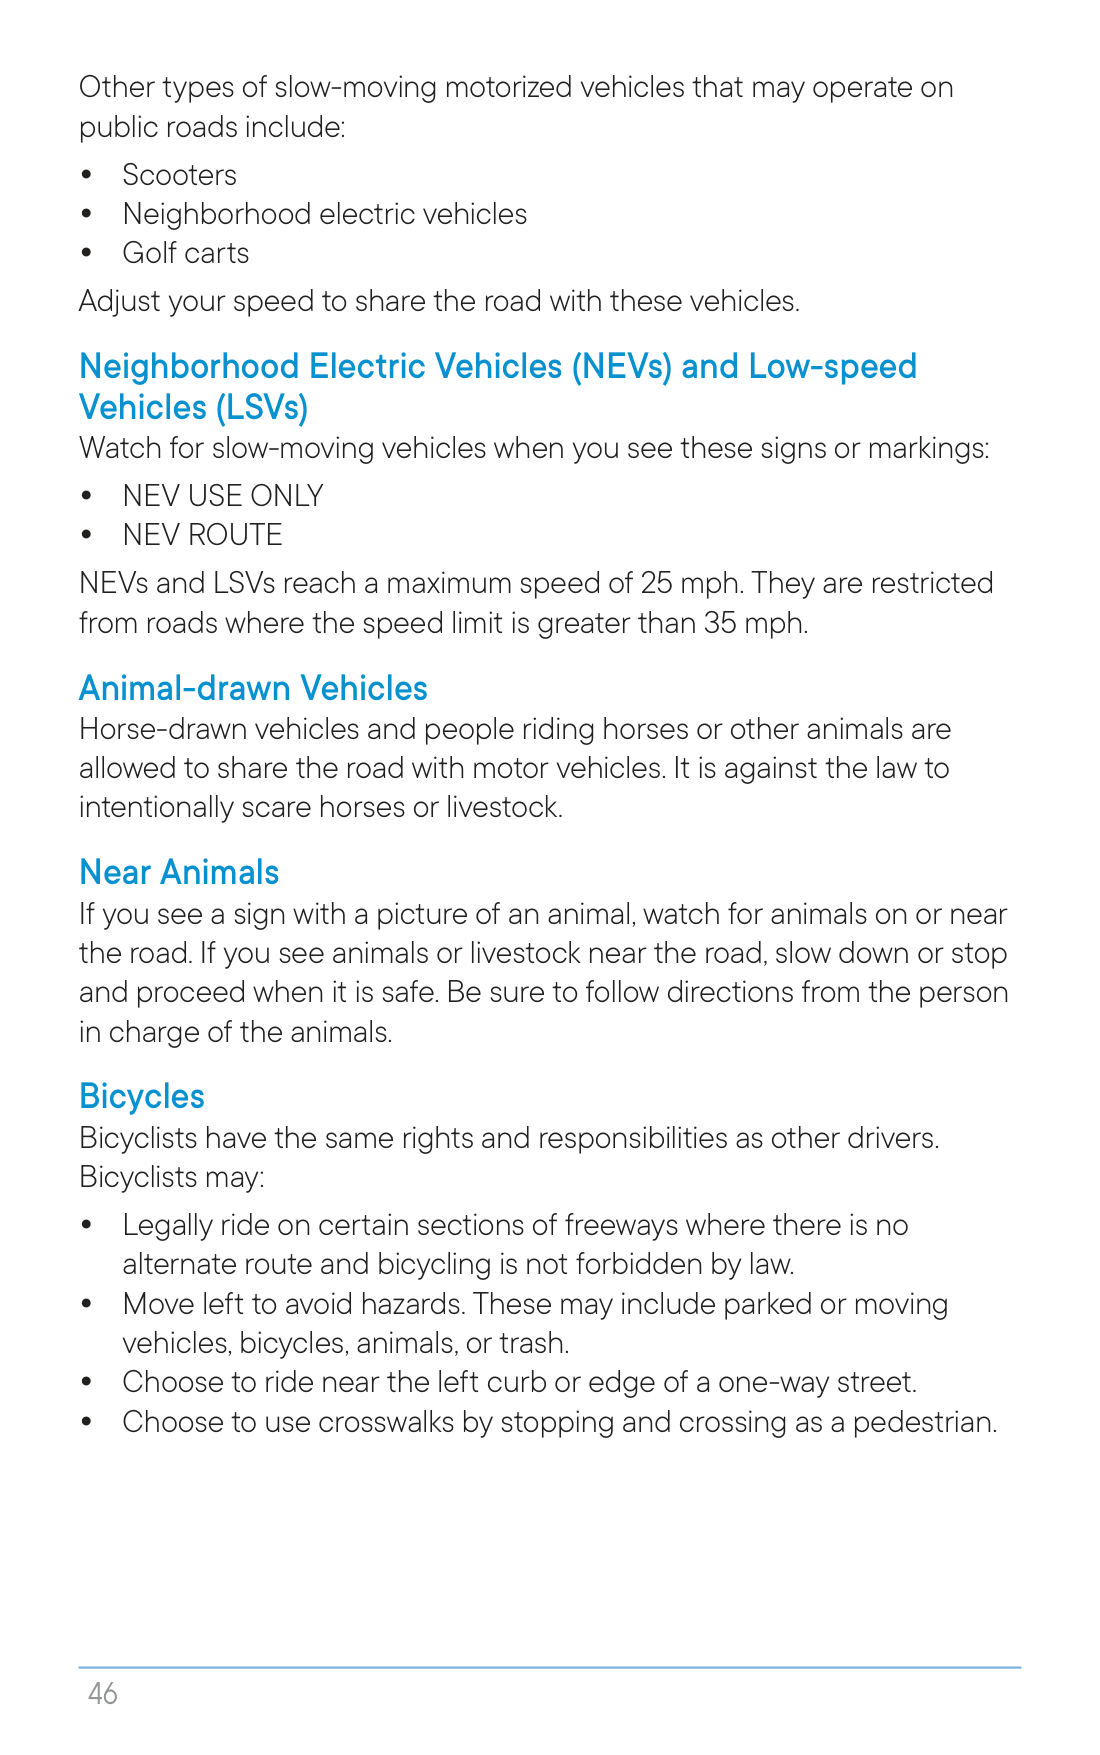 Other types of slow-moving motorized vehicles that may operate on
public roads include:
• Scooters
• Neighborhood electric vehicles
• Golf carts
Adjust your speed to share the road with these vehicles.
Neighborhood Electric Vehicles (NEVs) and Low-speed
Vehicles (LSVs)
Watch for slow-moving vehicles when you see these signs or markings:
• NEV USE ONLY
• NEV ROUTE
NEVs and LSVs reach a maximum speed of 25 mph. They are restricted
from roads where the speed limit is greater than 35 mph.
Animal-drawn Vehicles
Horse-drawn vehicles and people riding horses or other animals are
allowed to share the road with motor vehicles. It is against the law to
intentionally scare horses or livestock.
Near Animals
If you see a sign with a picture of an animal, watch for animals on or near
the road. If you see animals or livestock near the road, slow down or stop
and proceed when it is safe. Be sure to follow directions from the person
in charge of the animals.
Bicycles
Bicyclists have the same rights and responsibilities as other drivers.
Bicyclists may:
• Legally ride on certain sections of freeways where there is no
alternate route and bicycling is not forbidden by law.
• Move left to avoid hazards. These may include parked or moving
vehicles, bicycles, animals, or trash.
• Choose to ride near the left curb or edge of a one-way street.
• Choose to use crosswalks by stopping and crossing as a pedestrian.
46